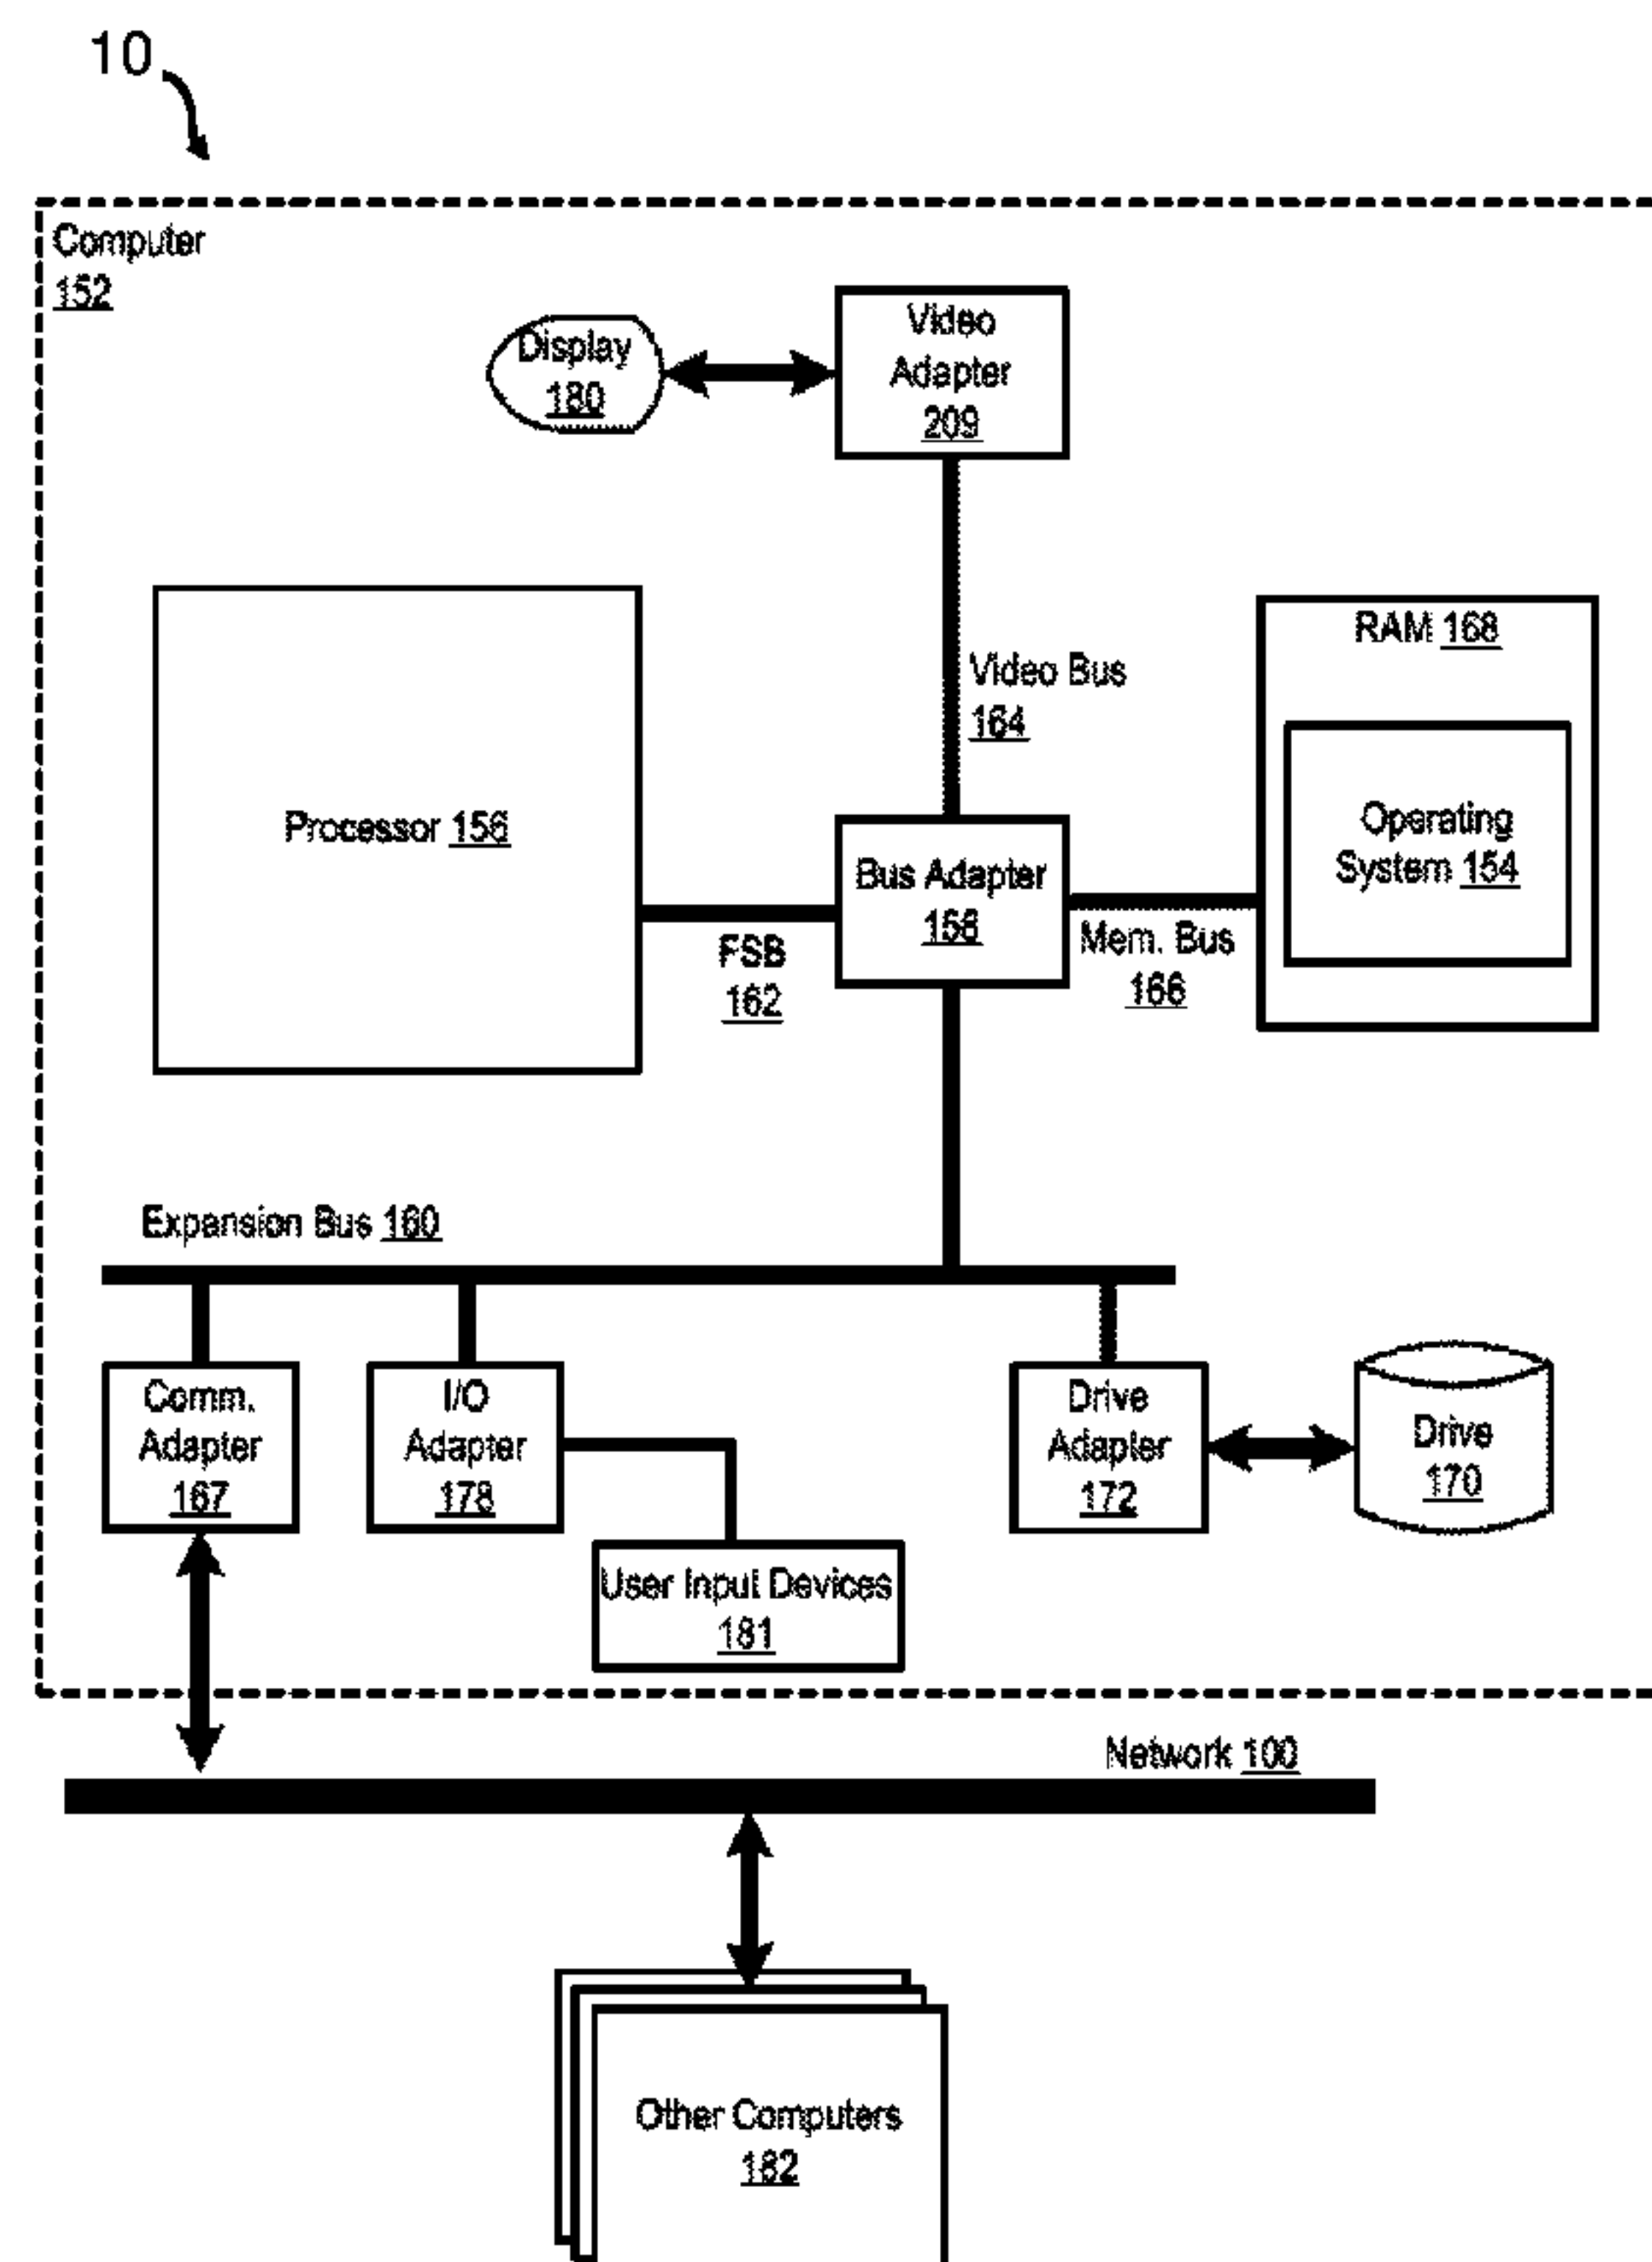 10
Computer
152
Display
180
Video
Adapter
209
Video Bus
164
RAM 168
Operating
System 154
Processor 156
Bus Adapter
158
FSB
162
Mem. Bus
166
Expansion Bus 160
Comm.
Adapter
167
I/O
Adapter
178
Drive
Adapter
172
Drive
170
User Input Devices
181
Network 100
Other Computers
182